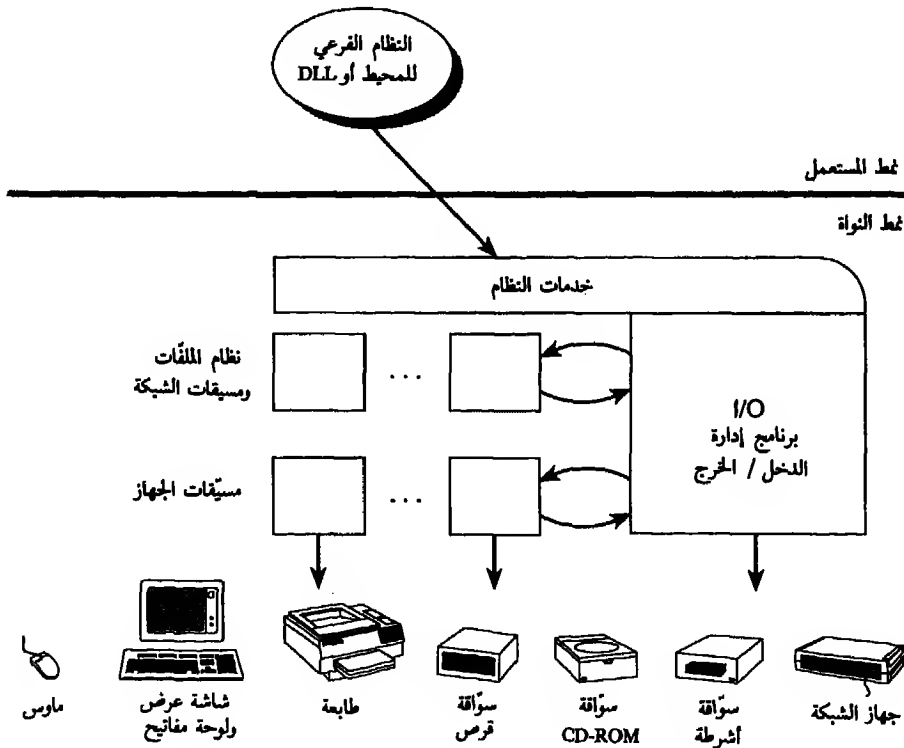 النظام الفرعي
للمحيط أو DLL
نمط المستعمل
نمط النواة
خدمات النظام
نظام الملفّات
ومسيقات الشبكة
I/O
برنامج إدارة
الدخل / الخرج
مسيّقات الجهاز
ماوس
شاشة عرض
ولوحة مفاتيح
طابعة
سوّاقة
قرص
سوّاقة
CD-ROM
سوّاقة
أشرطة
جهاز الشبكة